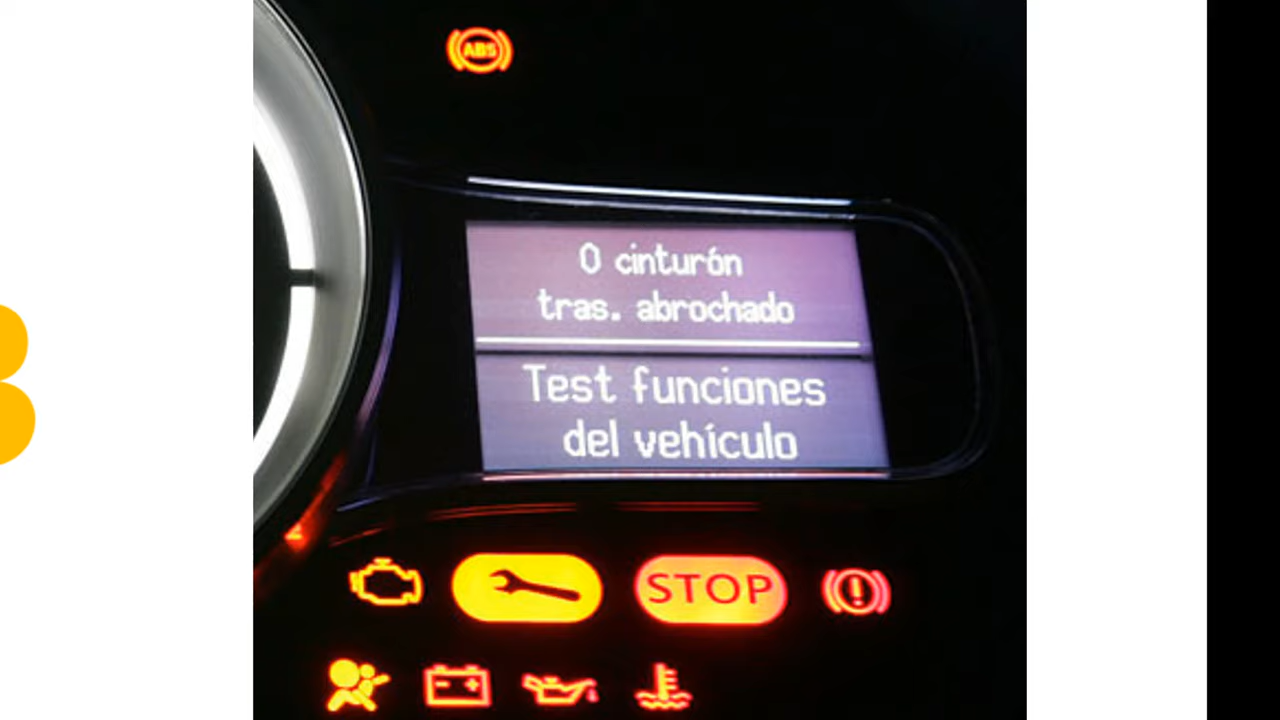 ABS
0 cinturón
tras. abrochado
Test funciones
del vehículo
STOP